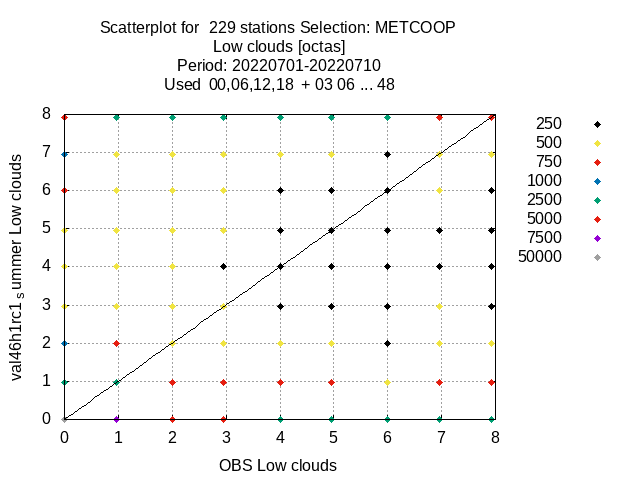 Scatterplot for 229 stations Selection: METCOOP
Low clouds [octas]
Period: 20220701-20220710
Used 00,06,12,18 + 03 06 ... 48
8
7
6
5
4
3
2
1
0
0 1 2 3 4 5 6 7 8
val46h1rc1 s ummer Low clouds
OBS Low clouds
250
500
750
1000
2500
5000
7500
50000